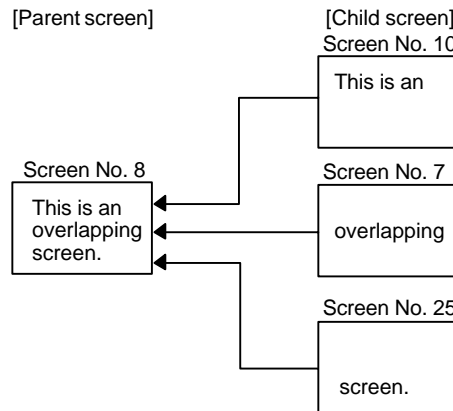 [Parent screen]
[Child screen]
Screen No. 10
This is an
Screen No. 8
This is an
overlapping
screen.
Screen No. 7
overlapping
Screen No. 25
screen.